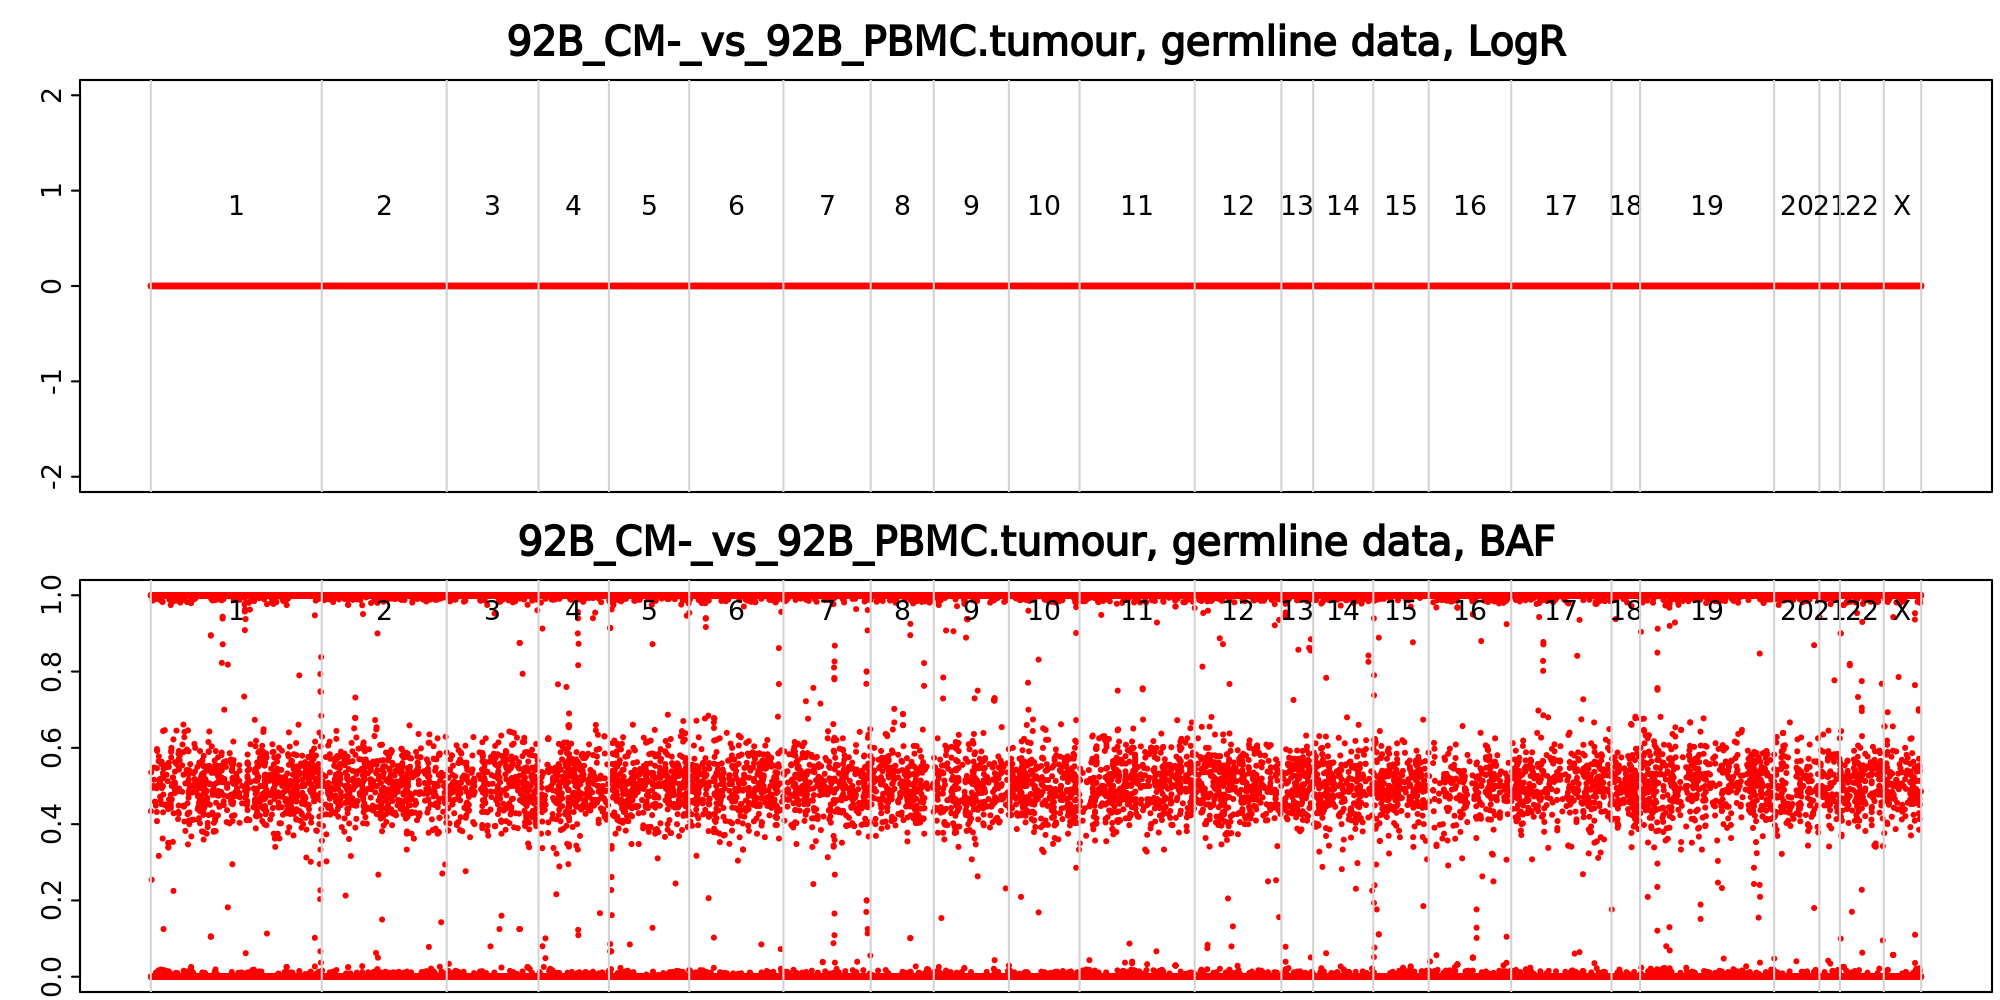 92B_CM-_vs_92B_PBMC.tumour, germline data, LogR
2
1
0
-1
-2
1 2 3 4 5 6 7 8 9 10 11 12 13 14 15 16 17 18 19 20 21 22 X
92B_CM-_vs_92B_PBMC.tumour, germline data, BAF
1.0
0.8
0.6
0.4
0.2
0.0
1 2 3 4 5 6 7 8 9 10 11 12 13 14 15 16 17 18 19 20 21 22 X